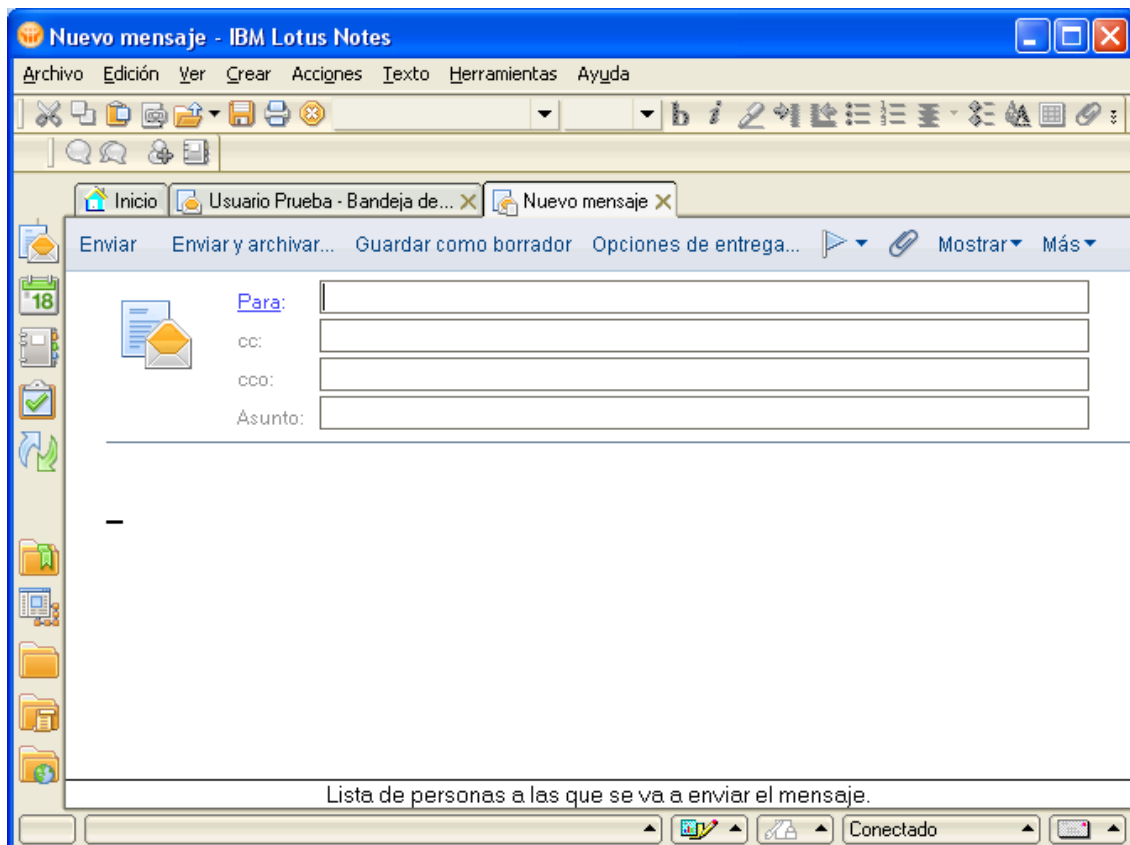 Nuevo mensaje - IBM Lotus Notes
Archivo Edición Ver Crear Acciones Texto Herramientas Ayuda
Inicio Usuario Prueba - Bandeja de... Nuevo mensaje
Enviar Enviar y archivar... Guardar como borrador Opciones de entrega... Mostrar Más
18
Para:
cc:
cco:
Asunto:
Lista de personas a las que se va a enviar el mensaje.
Conectado